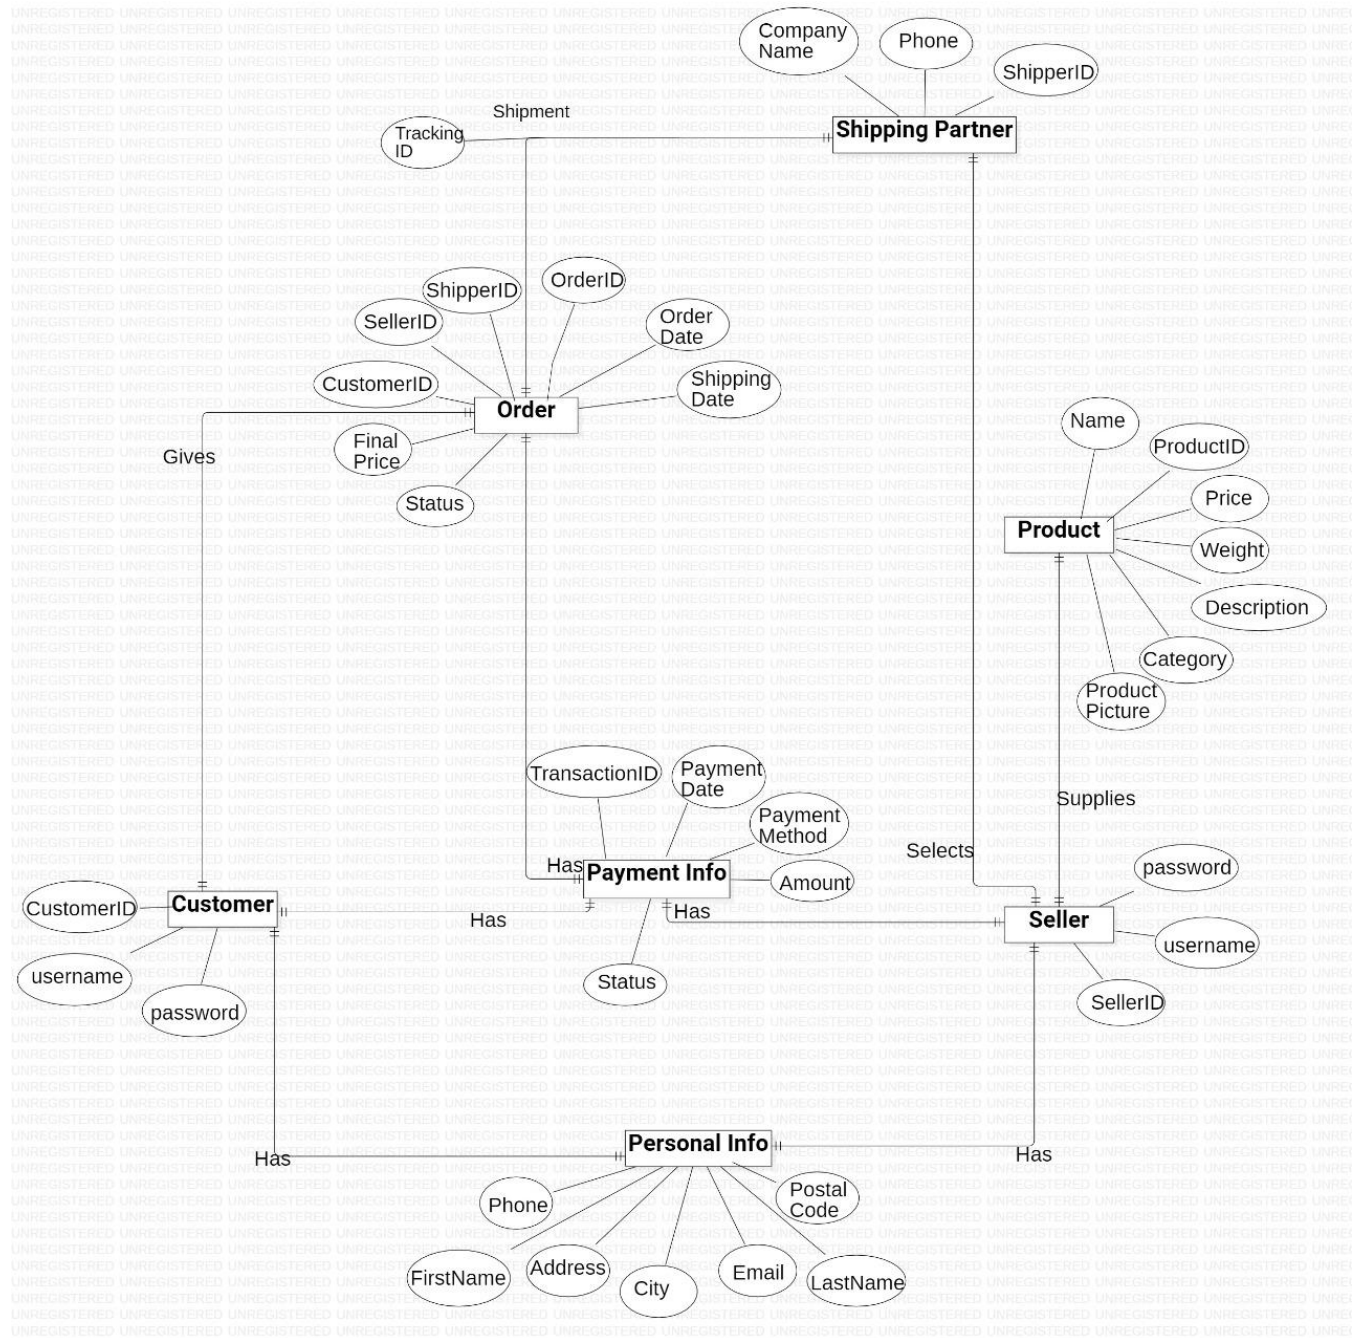 Company
Name
Phone
ShipperID
Shipment
Tracking
ID
Shipping Partner
ShipperID
OrderID
SellerID
Order
Date
CustomerID
Shipping
Date
Order
Final
Price
Gives
Status
Name
ProductID
Price
Product
Weight
Description
Category
Product
Picture
TransactionID
Payment
Date
Payment
Method
Supplies
Selects
Has
Payment Info
Amount
password
CustomerID
Customer
Has
Has
Seller
username
username
password
Status
SellerID
Has
Personal Info
Has
Phone
Postal
Code
FirstName
Address
City
Email
LastName